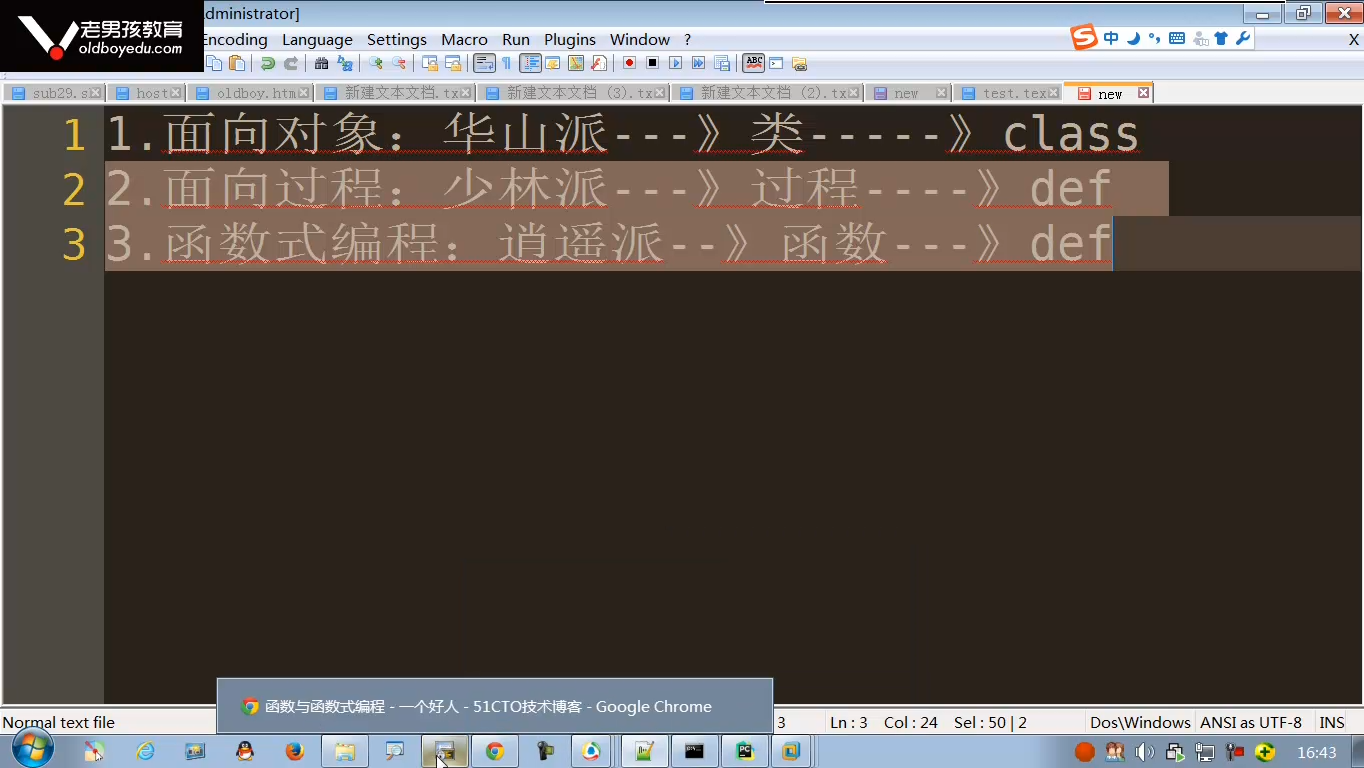 老男孩教育
oldboyedu.com
dministrator]
Encoding Language Settings Macro Run Plugins Window ? X
中
ABC
sub29.s host oldboy.htm 新建文本文档.tx 新建文本文档 (3).tx 新建文本文档 (2).tx new test.tex new
1 1.面向对象：华山派---》类-----》class
2 2.面向过程：少林派---》过程----》def
3 3.函数式编程：逍遥派--》函数---》def
函数与函数式编程 - 一个好人 - 51CTO技术博客 - Google Chrome
Normal text file 3 Ln : 3 Col : 24 Sel : 50 | 2 Dos\Windows ANSI as UTF-8 INS
16:43